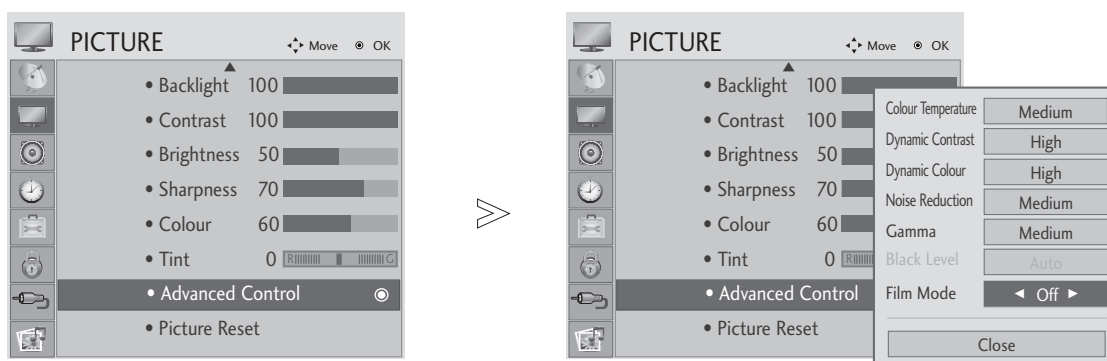 PICTURE
Move OK
• Backlight 100
• Contrast 100
• Brightness 50
• Sharpness 70
• Colour 60
• Tint 0 R G
• Advanced Control
• Picture Reset
PICTURE
Move OK
• Backlight 100
• Contrast 100
• Brightness 50
• Sharpness 70
• Colour 60
• Tint 0 R
• Advanced Control
• Picture Reset
Colour Temperature Medium
Dynamic Contrast High
Dynamic Colour High
Noise Reduction Medium
Gamma Medium
Black Level Auto
Film Mode ◄ Off ►
Close